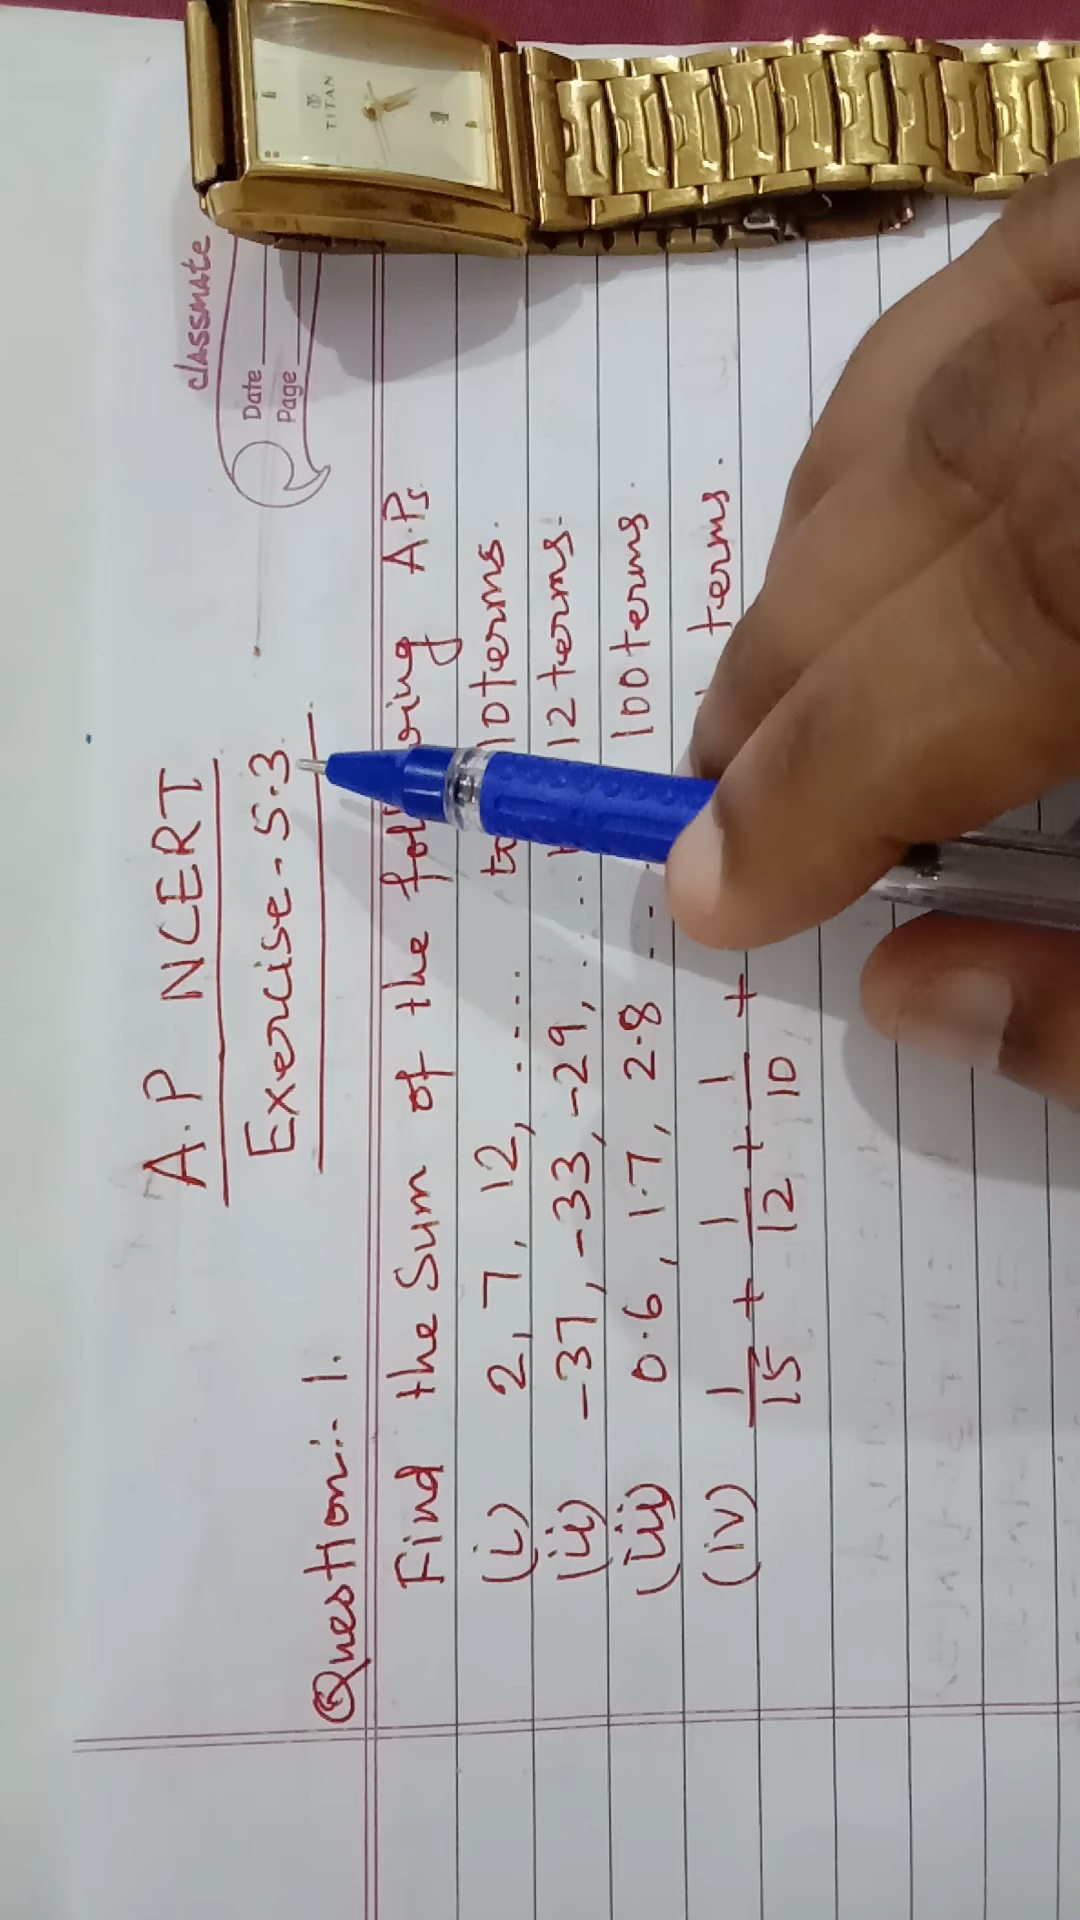 TITAN
classmate
Date
Page
A.P NCERT
Exercise - 5.3
Question:- 1.
Find the Sum of the following A.Ps
(i) 2, 7, 12, ..... to 10 terms.
(ii) -37, -33, -29, ..... 12 terms.
(iii) 0.6, 1.7, 2.8 --- 100 terms.
(iv) 1/15 + 1/12 + 1/10 + terms.